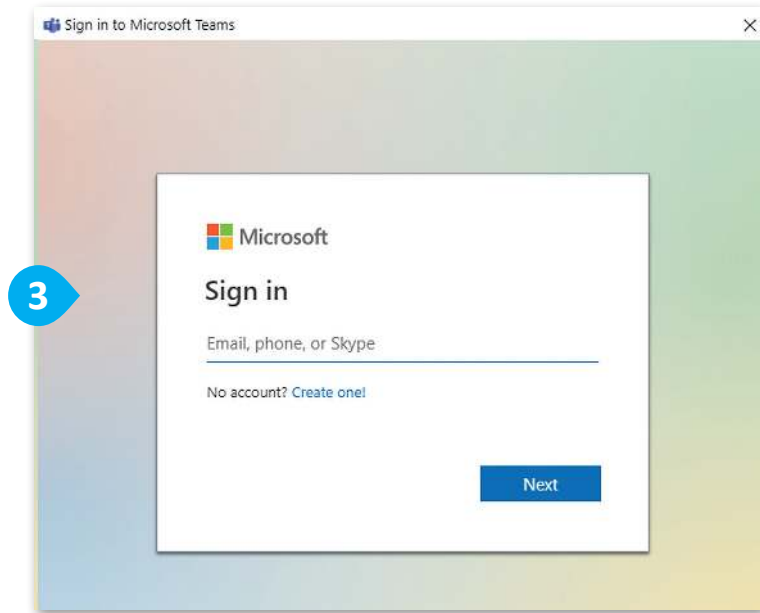 Sign in to Microsoft Teams
Microsoft
3
Sign in
Email, phone, or Skype
No account? Create one!
Next